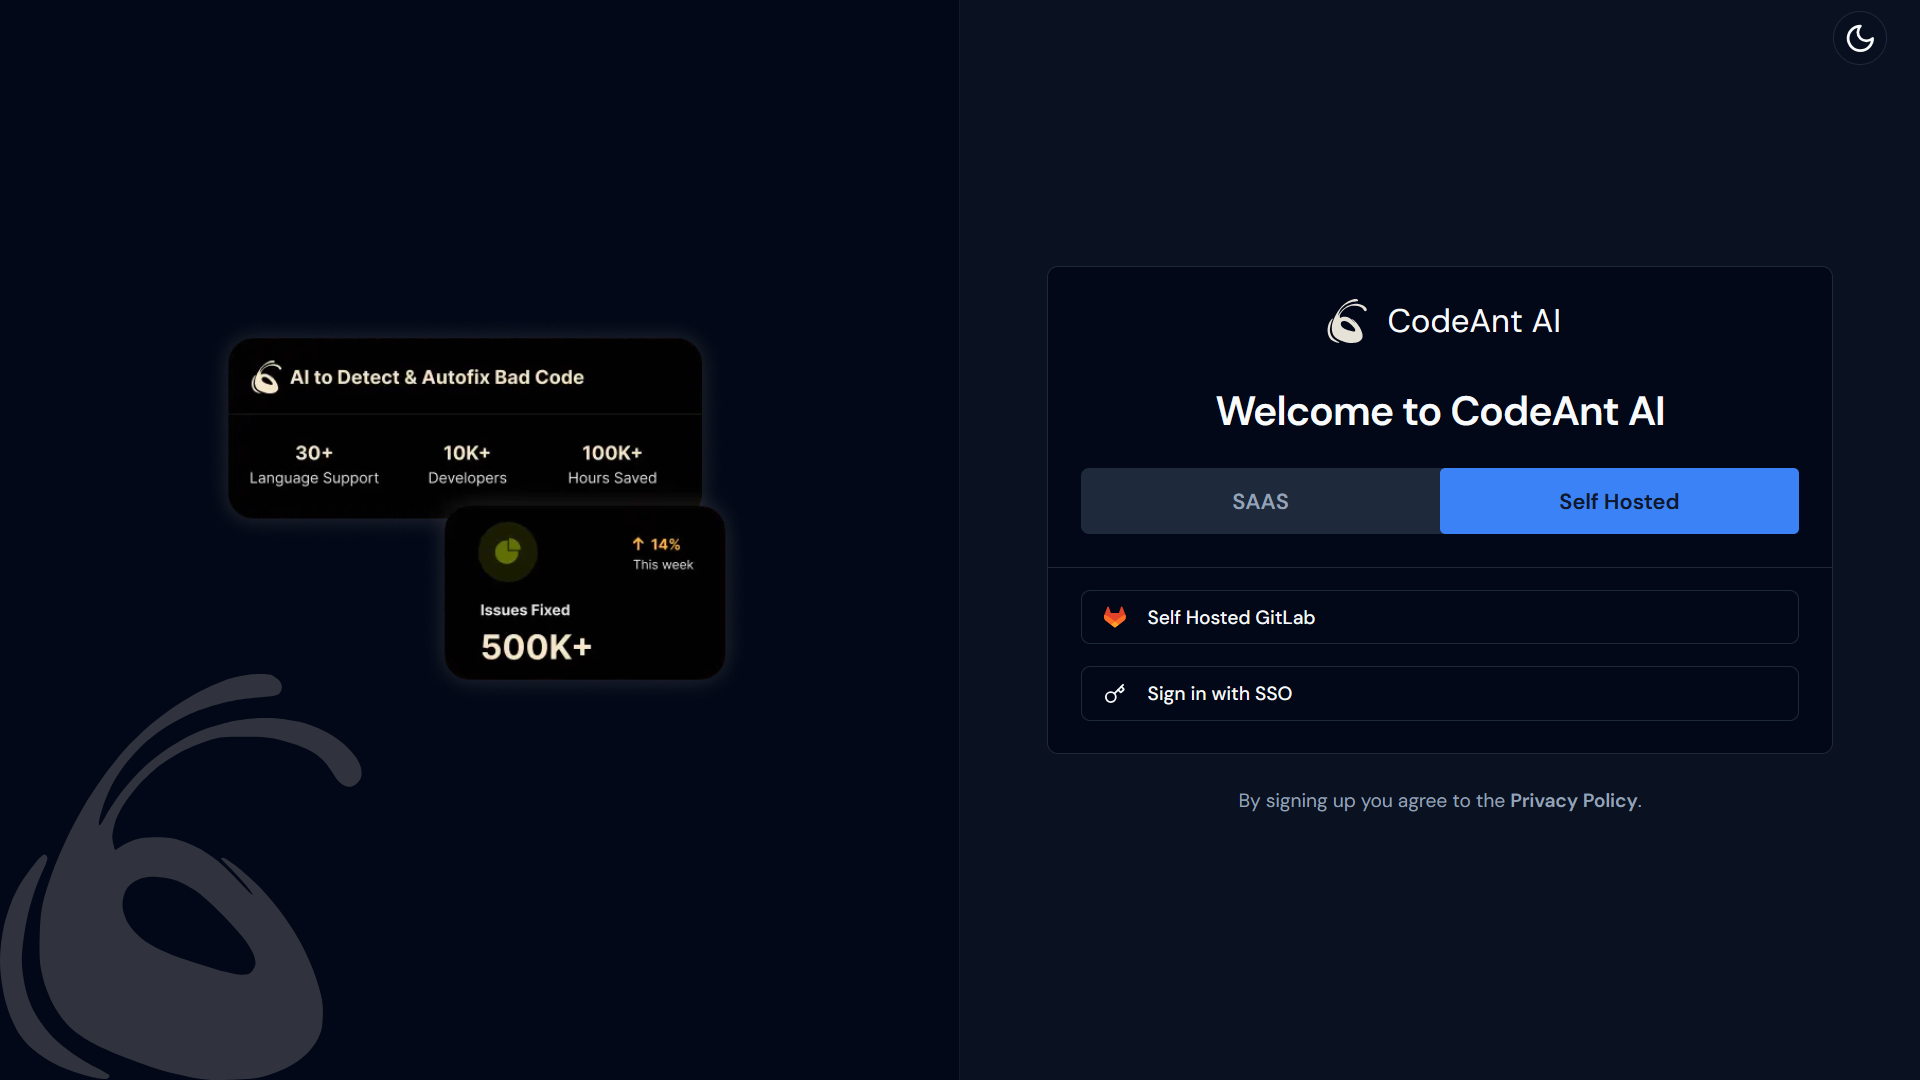 AI to Detect & Autofix Bad Code
30+
Language Support
10K+
Developers
100K+
Hours Saved
↑ 14%
This week
Issues Fixed
500K+
CodeAnt AI
Welcome to CodeAnt AI
SAAS
Self Hosted
Self Hosted GitLab
Sign in with SSO
By signing up you agree to the Privacy Policy.